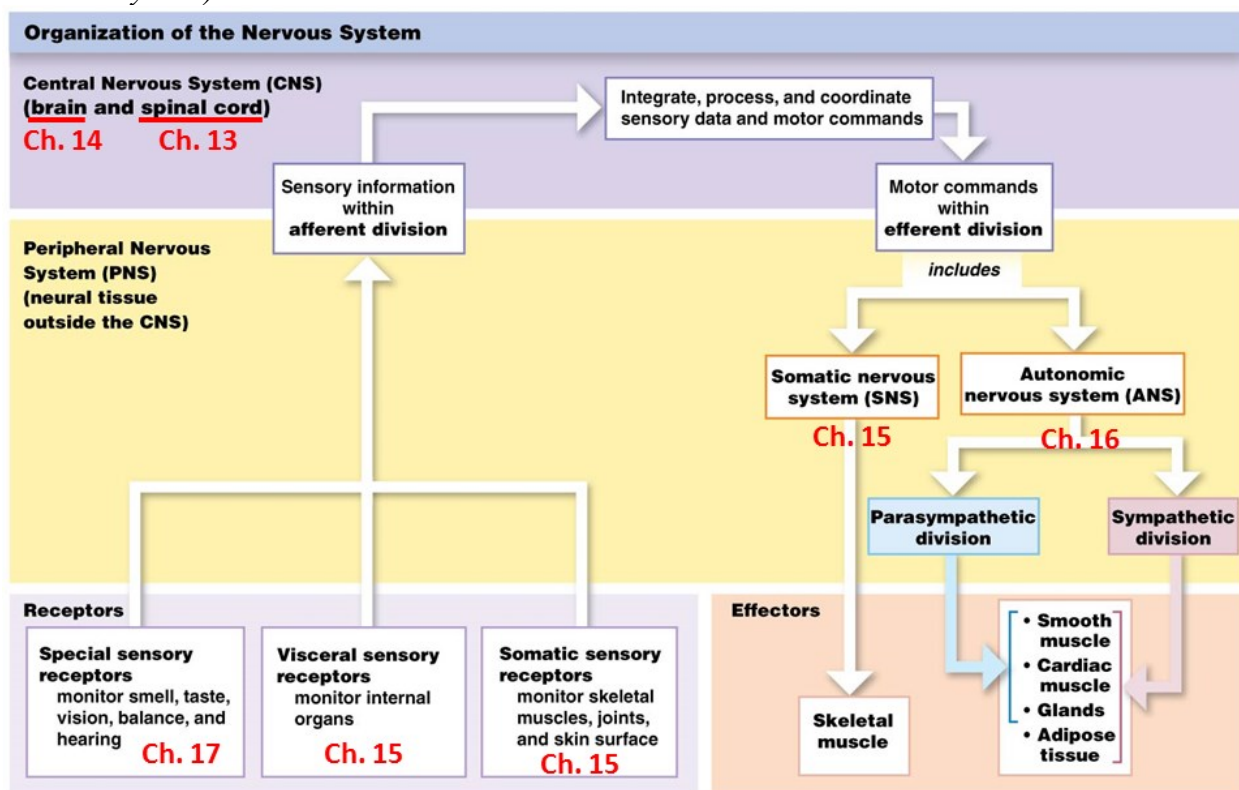 Organization of the Nervous System
Central Nervous System (CNS)
(brain and spinal cord)
Ch. 14 Ch. 13
Integrate, process, and coordinate
sensory data and motor commands
Sensory information
within
afferent division
Motor commands
within
efferent division
Peripheral Nervous
System (PNS)
(neural tissue
outside the CNS)
includes
Somatic nervous
system (SNS)
Ch. 15
Autonomic
nervous system (ANS)
Ch. 16
Parasympathetic
division
Sympathetic
division
Receptors
Special sensory
receptors
monitor smell, taste,
vision, balance, and
hearing
Ch. 17
Visceral sensory
receptors
monitor internal
organs
Ch. 15
Somatic sensory
receptors
monitor skeletal
muscles, joints,
and skin surface
Ch. 15
Effectors
Skeletal
muscle
• Smooth
muscle
• Cardiac
muscle
• Glands
• Adipose
tissue